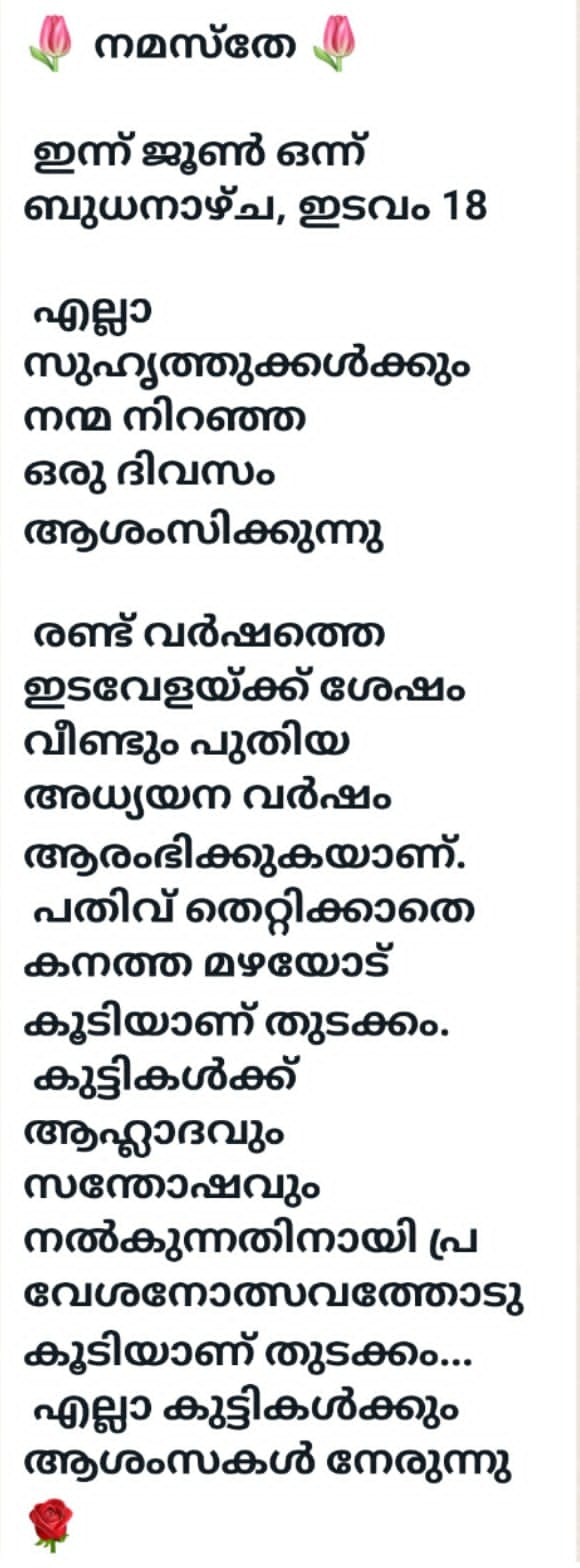 🌷 നമസ്തേ 🌷
ഇന്ന് ജൂൺ ഒന്ന്
ബുധനാഴ്ച, ഇടവം 18
എല്ലാ
സുഹൃത്തുക്കൾക്കും
നന്മ നിറഞ്ഞ
ഒരു ദിവസം
ആശംസിക്കുന്നു
രണ്ട് വർഷത്തെ
ഇടവേളയ്ക്ക് ശേഷം
വീണ്ടും പുതിയ
അധ്യയന വർഷം
ആരംഭിക്കുകയാണ്.
പതിവ് തെറ്റിക്കാതെ
കനത്ത മഴയോട്
കൂടിയാണ് തുടക്കം.
കുട്ടികൾക്ക്
ആഹ്ലാദവും
സന്തോഷവും
നൽകുന്നതിനായി പ്ര
വേശനോത്സവത്തോടു
കൂടിയാണ് തുടക്കം...
എല്ലാ കുട്ടികൾക്കും
ആശംസകൾ നേരുന്നു
🌹